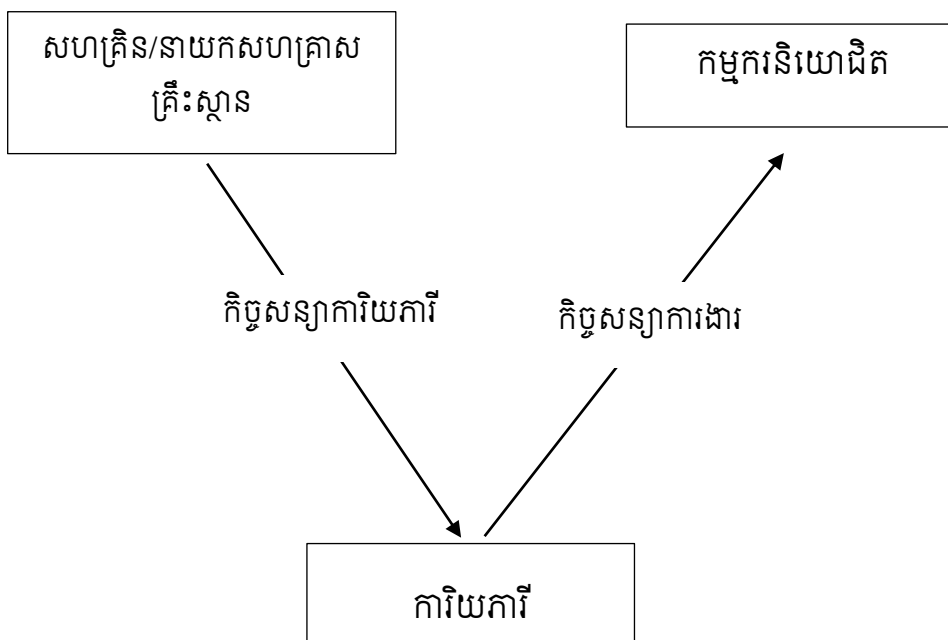 សហគ្រិន/នាយកសហគ្រាស
គ្រឹះស្ថាន
កម្មករនិយោជិត
កិច្ចសន្យាការិយភារី
កិច្ចសន្យាការងារ
ការិយភារី